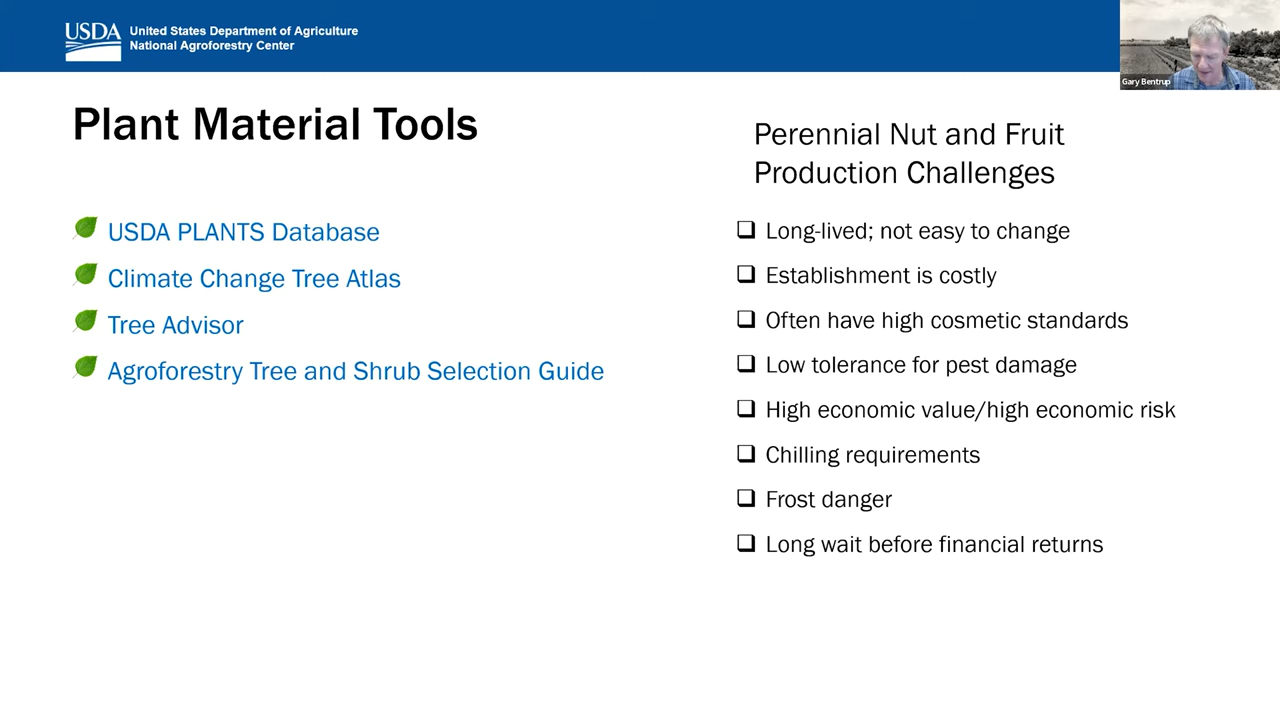 USDA
United States Department of Agriculture
National Agroforestry Center
Gary Bentrup
Plant Material Tools
USDA PLANTS Database
Climate Change Tree Atlas
Tree Advisor
Agroforestry Tree and Shrub Selection Guide
Perennial Nut and Fruit
Production Challenges
Long-lived; not easy to change
Establishment is costly
Often have high cosmetic standards
Low tolerance for pest damage
High economic value/high economic risk
Chilling requirements
Frost danger
Long wait before financial returns